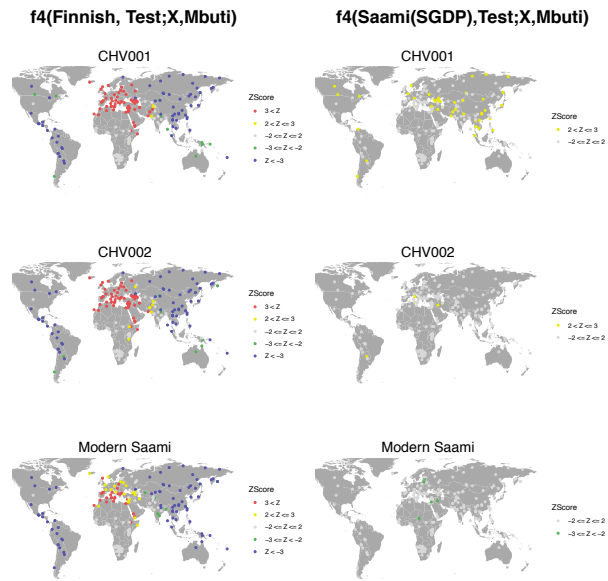 f4(Finnish, Test;X,Mbuti)
f4(Saami(SGDP),Test;X,Mbuti)
CHV001
ZScore
3 < Z
2 < Z <= 3
−2 <= Z <= 2
−3 <= Z < −2
Z < −3
CHV001
ZScore
2 < Z <= 3
−2 <= Z <= 2
CHV002
ZScore
3 < Z
2 < Z <= 3
−2 <= Z <= 2
−3 <= Z < −2
Z < −3
CHV002
ZScore
2 < Z <= 3
−2 <= Z <= 2
Modern Saami
ZScore
3 < Z
2 < Z <= 3
−2 <= Z <= 2
−3 <= Z < −2
Z < −3
Modern Saami
ZScore
−2 <= Z <= 2
−3 <= Z <= −2